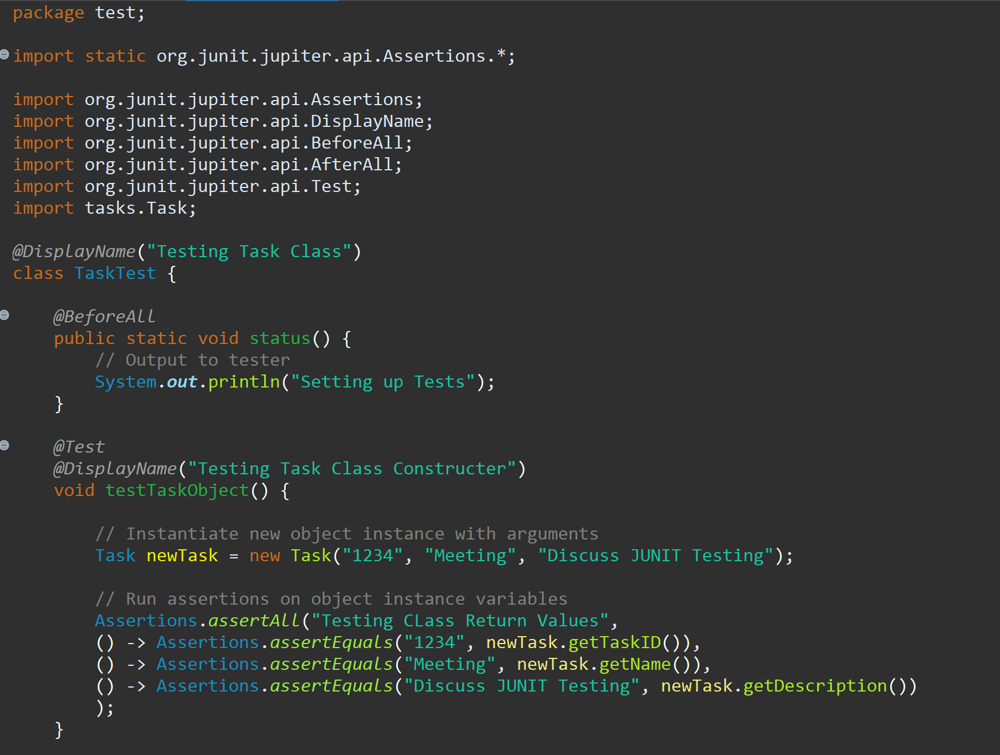 package test;
import static org.junit.jupiter.api.Assertions.*;
import org.junit.jupiter.api.Assertions;
import org.junit.jupiter.api.DisplayName;
import org.junit.jupiter.api.BeforeAll;
import org.junit.jupiter.api.AfterAll;
import org.junit.jupiter.api.Test;
import tasks.Task;
@DisplayName("Testing Task Class")
class TaskTest {
@BeforeAll
public static void status() {
// Output to tester
System.out.println("Setting up Tests");
}
@Test
@DisplayName("Testing Task Class Constructer")
void testTaskObject() {
// Instantiate new object instance with arguments
Task newTask = new Task("1234", "Meeting", "Discuss JUNIT Testing");
// Run assertions on object instance variables
Assertions.assertAll("Testing CLass Return Values",
() -> Assertions.assertEquals("1234", newTask.getTaskID()),
() -> Assertions.assertEquals("Meeting", newTask.getName()),
() -> Assertions.assertEquals("Discuss JUNIT Testing", newTask.getDescription())
);
}